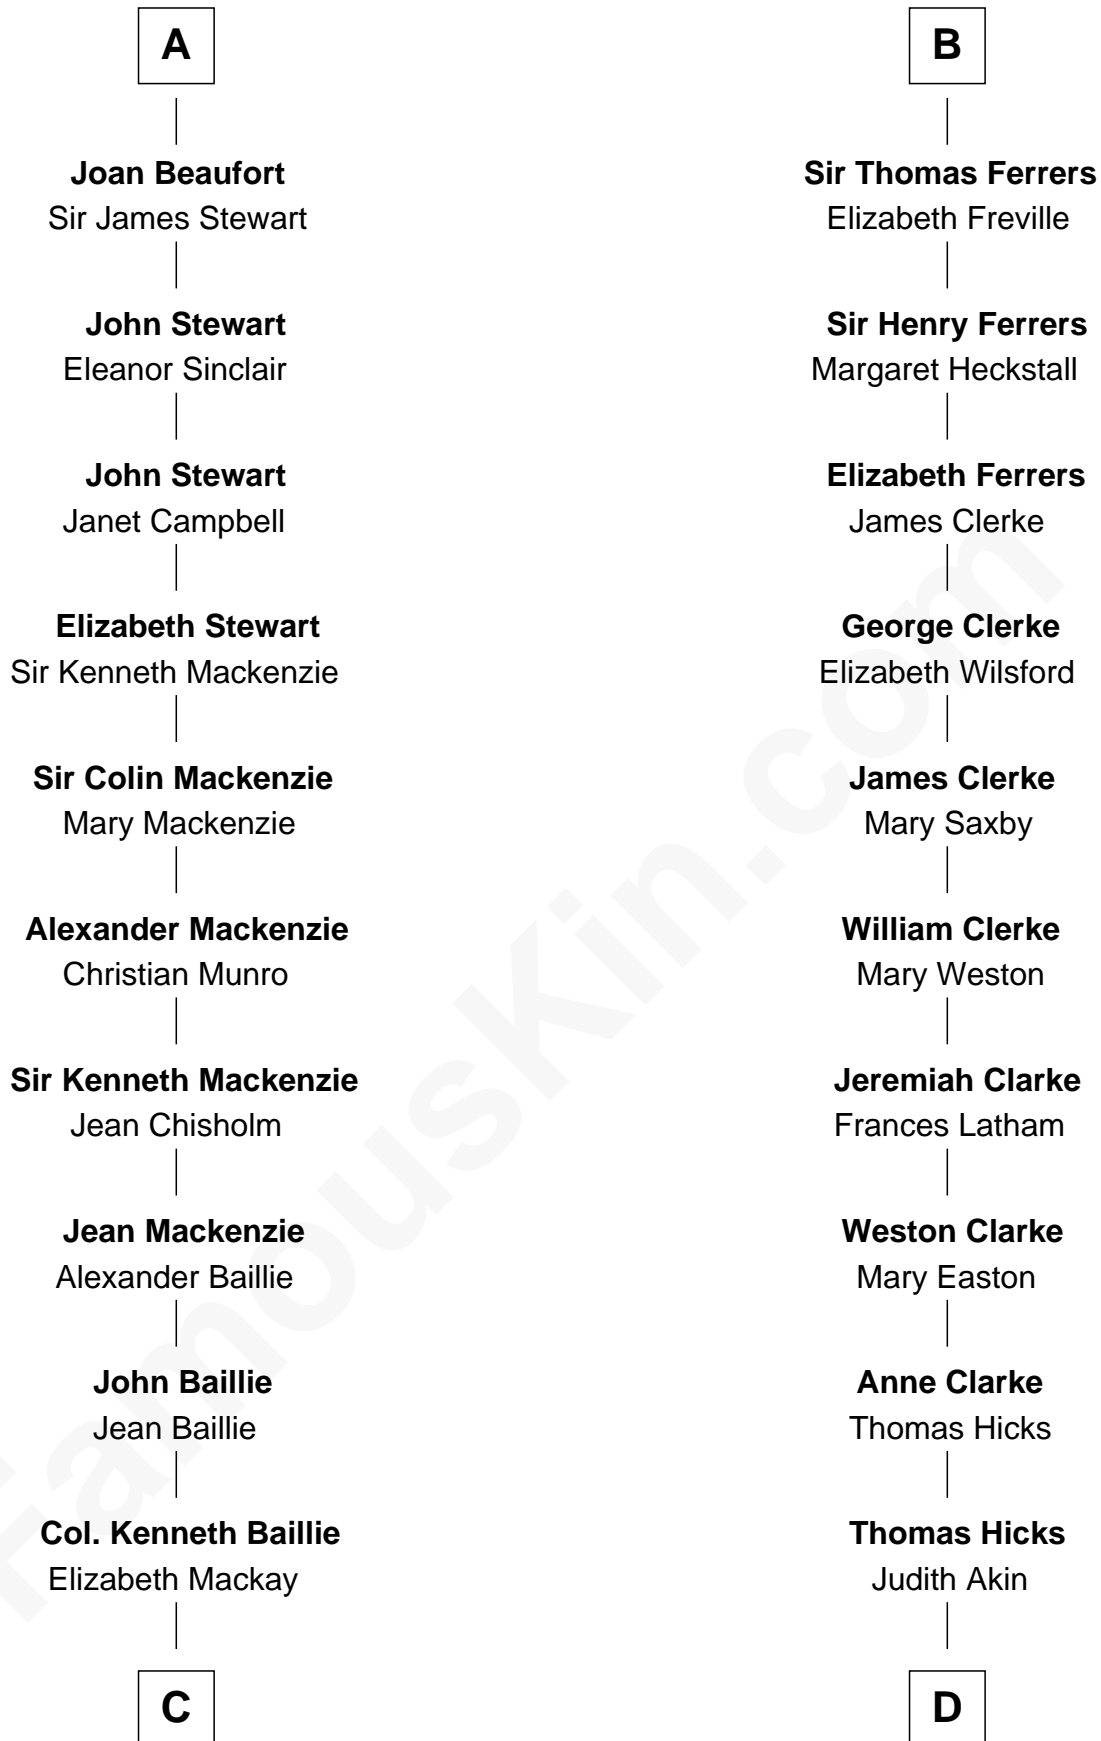 A
Joan Beaufort
Sir James Stewart
John Stewart
Eleanor Sinclair
John Stewart
Janet Campbell
Elizabeth Stewart
Sir Kenneth Mackenzie
Sir Colin Mackenzie
Mary Mackenzie
Alexander Mackenzie
Christian Munro
Sir Kenneth Mackenzie
Jean Chisholm
Jean Mackenzie
Alexander Baillie
John Baillie
Jean Baillie
Col. Kenneth Baillie
Elizabeth Mackay
C
B
Sir Thomas Ferrers
Elizabeth Freville
Sir Henry Ferrers
Margaret Heckstall
Elizabeth Ferrers
James Clerke
George Clerke
Elizabeth Wilsford
James Clerke
Mary Saxby
William Clerke
Mary Weston
Jeremiah Clarke
Frances Latham
Weston Clarke
Mary Easton
Anne Clarke
Thomas Hicks
Thomas Hicks
Judith Akin
D
FamousKin.com